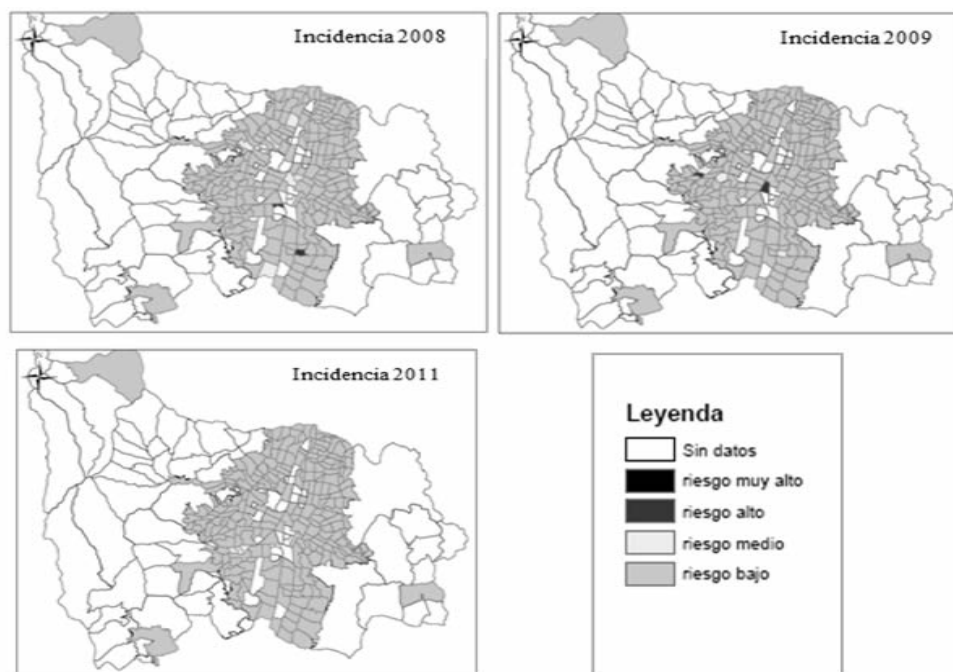 Incidencia 2008
Incidencia 2009
Incidencia 2011
Leyenda
Sin datos
riesgo muy alto
riesgo alto
riesgo medio
riesgo bajo